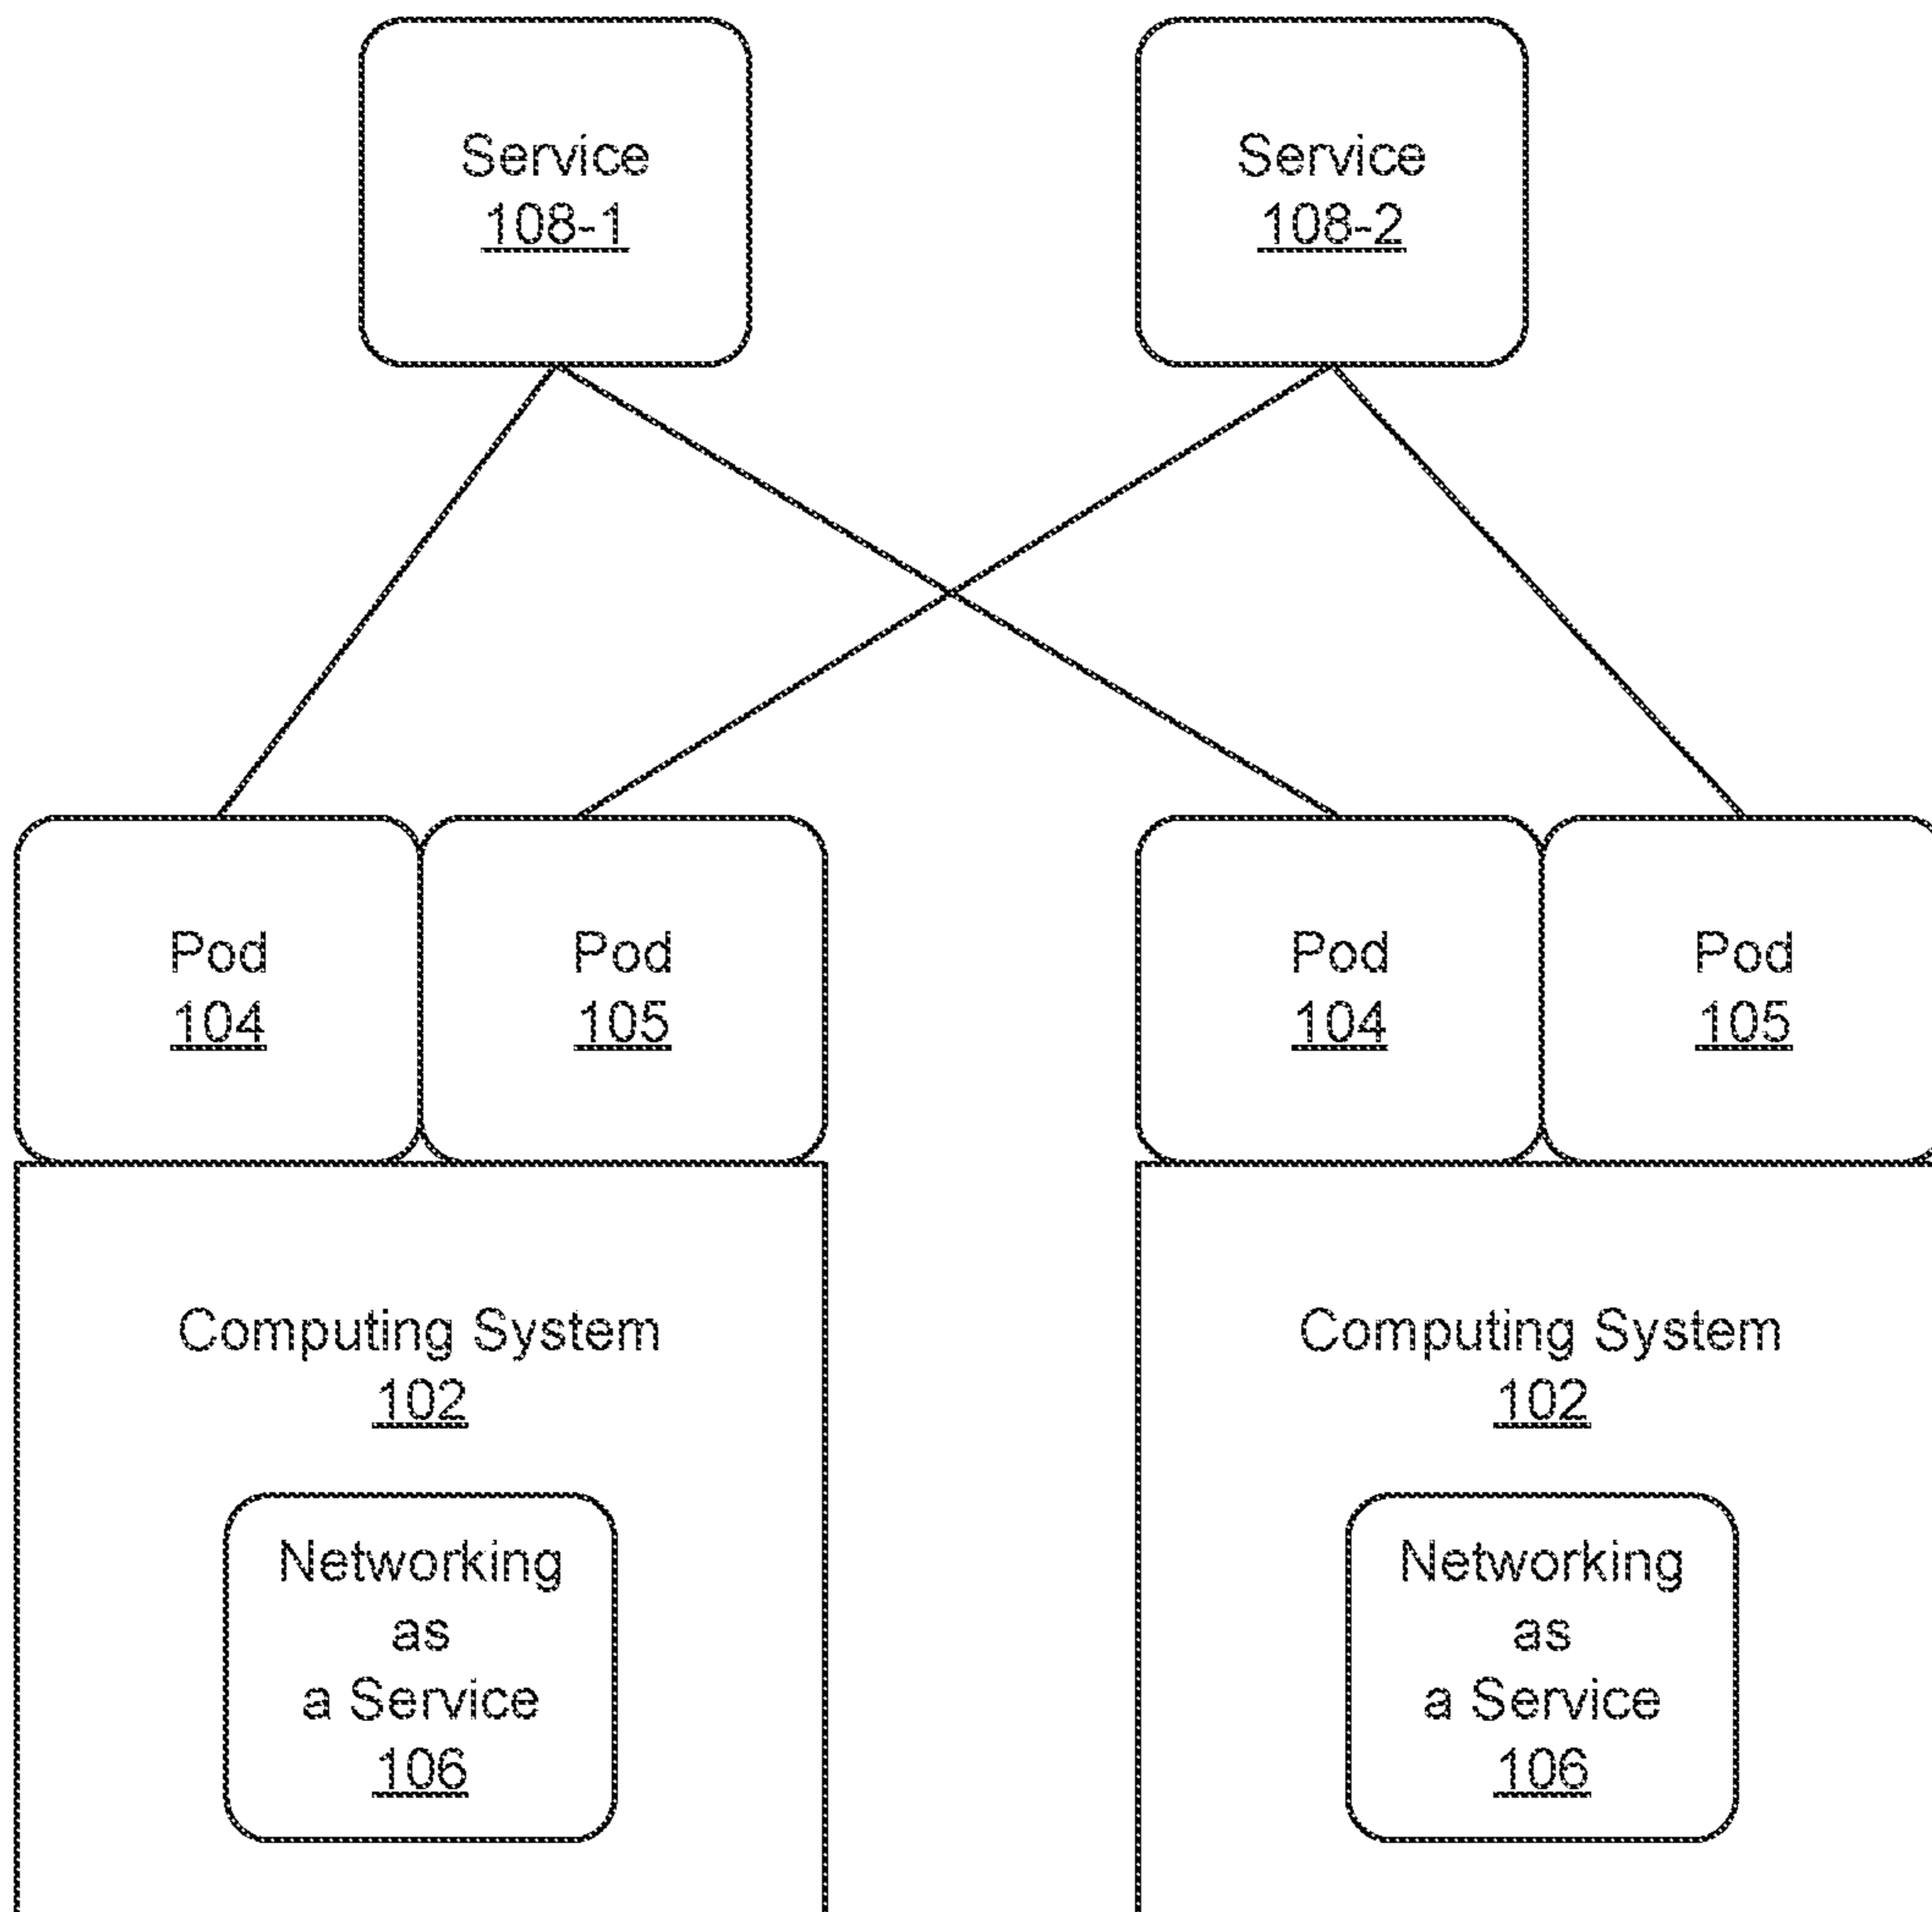 Service
108-1
Service
108-2
Pod
104
Pod
105
Pod
104
Pod
105
Computing System
102
Computing System
102
Networking
as
a Service
106
Networking
as
a Service
106